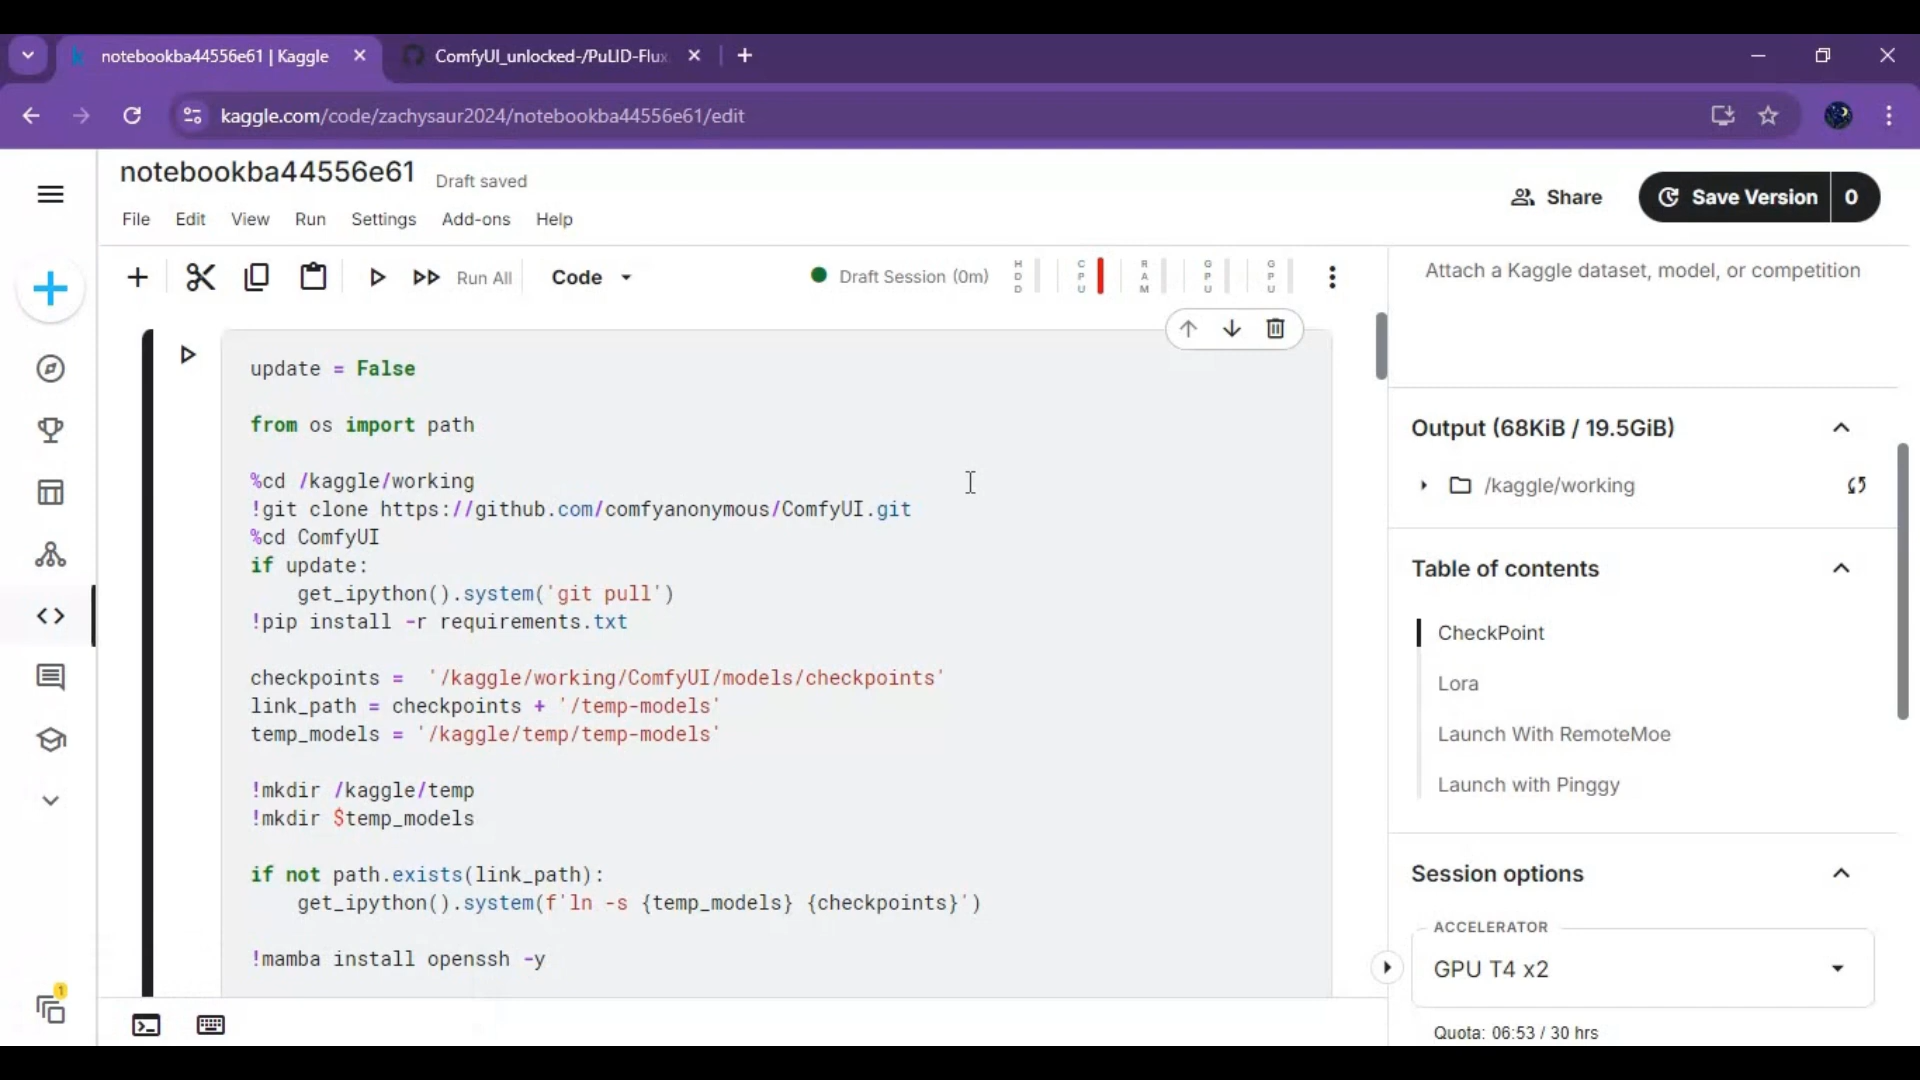 notebookba44556e61 | Kaggle
ComfyUI_unlocked-/PuLID-Flux
kaggle.com/code/zachysaur2024/notebookba44556e61/edit
notebookba44556e61
Draft saved
File Edit View Run Settings Add-ons Help
Share
Save Version
0
Run All
Code
Draft Session (0m)
HDD
CPU
RAM
GPU
GPU
update = False
from os import path
%cd /kaggle/working
!git clone https://github.com/comfyanonymous/ComfyUI.git
%cd ComfyUI
if update:
get_ipython().system('git pull')
!pip install -r requirements.txt
checkpoints =  '/kaggle/working/ComfyUI/models/checkpoints'
link_path = checkpoints + '/temp-models'
temp_models = '/kaggle/temp/temp-models'
!mkdir /kaggle/temp
!mkdir $temp_models
if not path.exists(link_path):
get_ipython().system(f'ln -s {temp_models} {checkpoints}')
!mamba install openssh -y
Attach a Kaggle dataset, model, or competition
Output (68KiB / 19.5GiB)
/kaggle/working
Table of contents
CheckPoint
Lora
Launch With RemoteMoe
Launch with Pinggy
Session options
ACCELERATOR
GPU T4 x2
Quota: 06:53 / 30 hrs
1